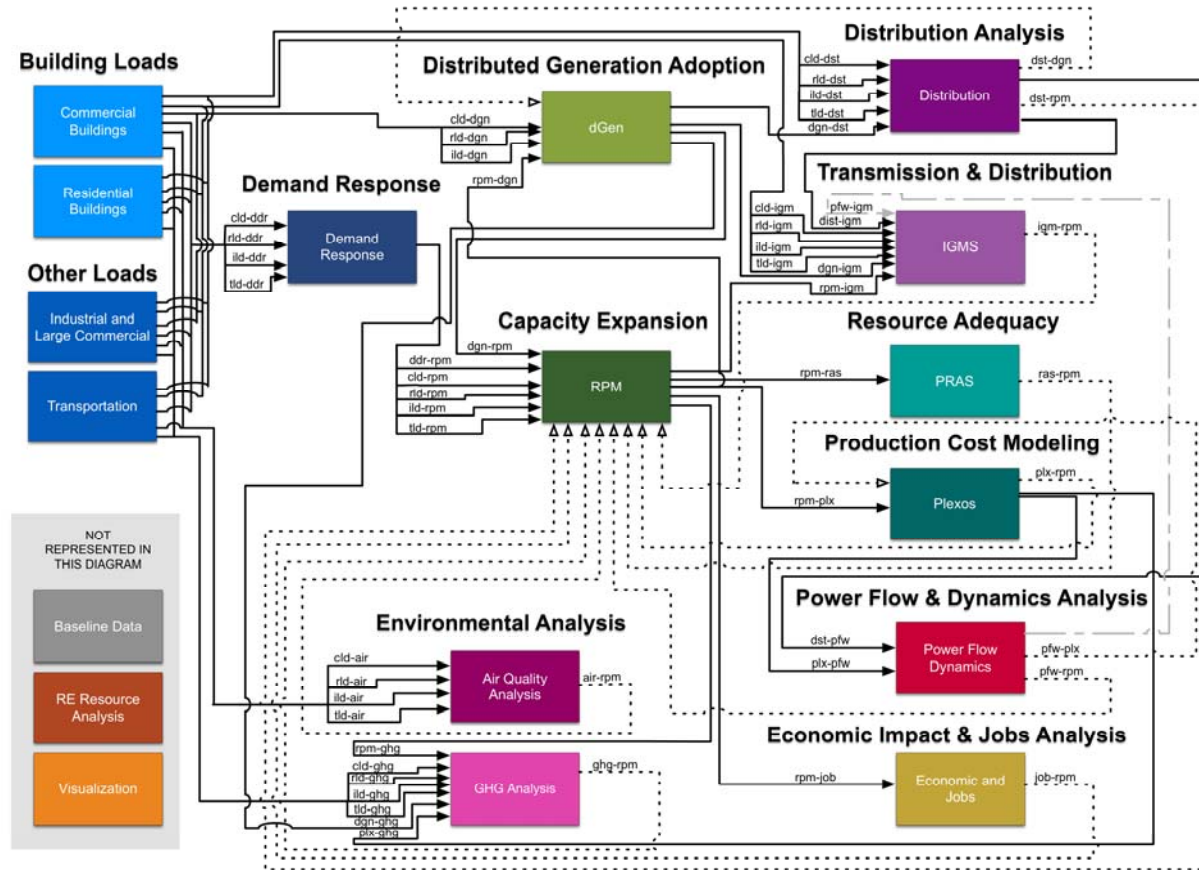 Building Loads
Commercial
Buildings
Residential
Buildings
Other Loads
Industrial and
Large Commercial
Transportation
NOT
REPRESENTED IN
THIS DIAGRAM
Baseline Data
RE Resource
Analysis
Visualization
Demand Response
cld-ddr
rld-ddr
ild-ddr
tld-ddr
Demand
Response
Distributed Generation Adoption
cld-dgn
rld-dgn
ild-dgn
rpm-dgn
dGen
Capacity Expansion
dgn-rpm
ddr-rpm
cld-rpm
rld-rpm
ild-rpm
tld-rpm
RPM
Environmental Analysis
cld-air
rld-air
ild-air
tld-air
Air Quality
Analysis
air-rpm
rpm-ghg
cld-ghg
rld-ghg
ild-ghg
tld-ghg
dgn-ghg
plx-ghg
GHG Analysis
ghg-rpm
Distribution Analysis
cld-dst
rld-dst
ild-dst
tld-dst
dgn-dst
Distribution
dst-dgn
dst-rpm
Transmission & Distribution
pfw-igm
dist-igm
cld-igm
rld-igm
ild-igm
tld-igm
dgn-igm
rpm-igm
IGMS
igm-rpm
Resource Adequacy
rpm-ras
PRAS
ras-rpm
Production Cost Modeling
rpm-plx
Plexos
plx-rpm
Power Flow & Dynamics Analysis
dst-pfw
plx-pfw
Power Flow
Dynamics
pfw-plx
pfw-rpm
Economic Impact & Jobs Analysis
rpm-job
Economic and
Jobs
job-rpm